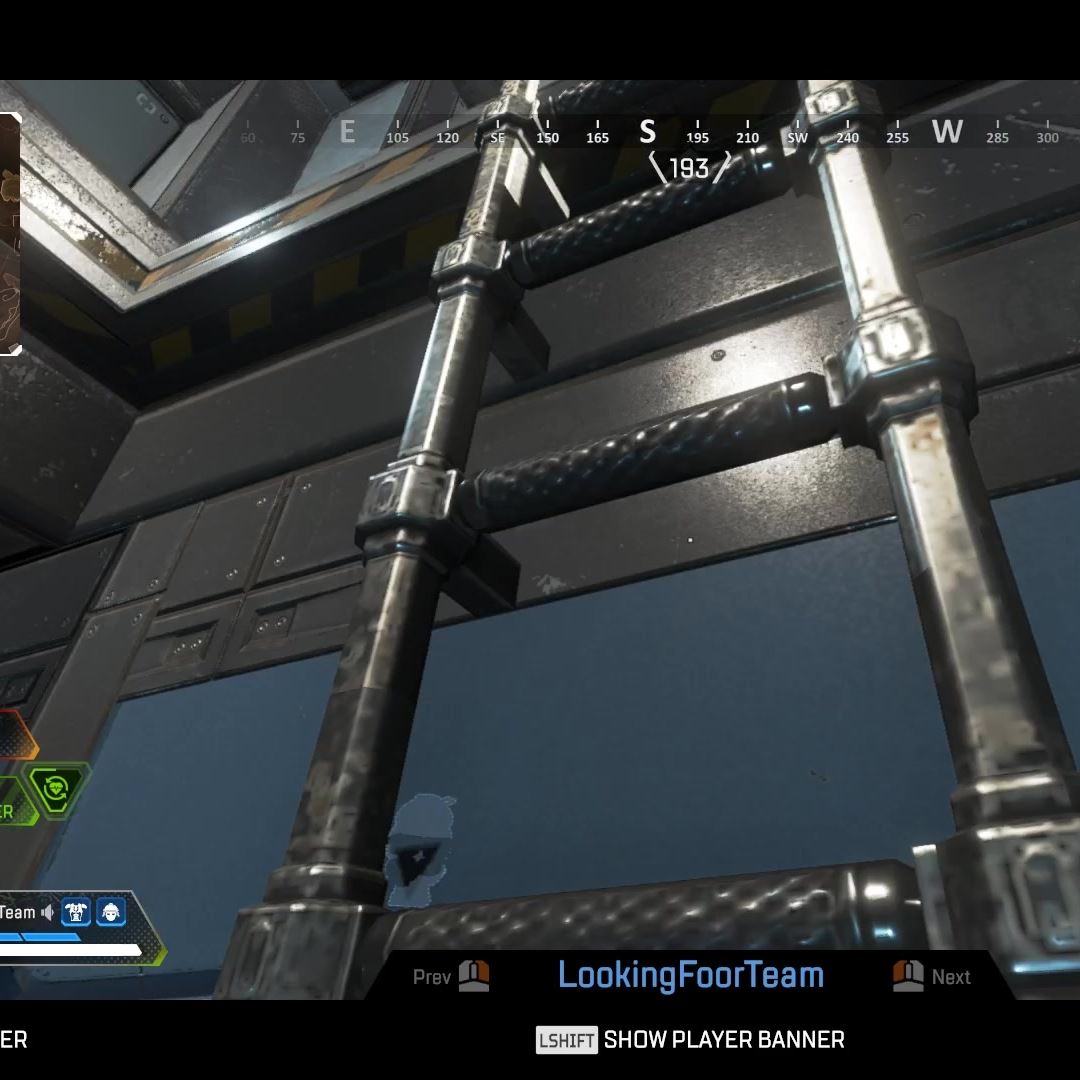 60 75 E 105 120 SE 150 165 S 195 210 SW 240 255 W 285 300
193
ER
Team
Prev LookingFoorTeam Next
ER
LSHIFT SHOW PLAYER BANNER